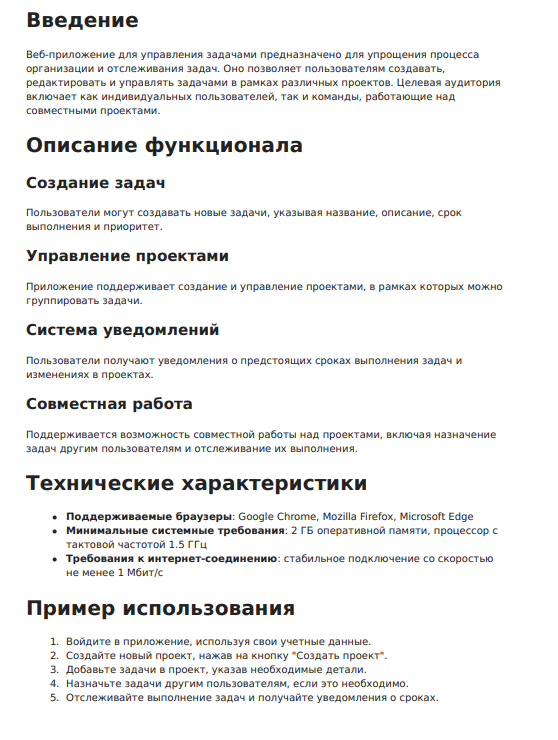 Введение
Веб-приложение для управления задачами предназначено для упрощения процесса
организации и отслеживания задач. Оно позволяет пользователям создавать,
редактировать и управлять задачами в рамках различных проектов. Целевая аудитория
включает как индивидуальных пользователей, так и команды, работающие над
совместными проектами.
Описание функционала
Создание задач
Пользователи могут создавать новые задачи, указывая название, описание, срок
выполнения и приоритет.
Управление проектами
Приложение поддерживает создание и управление проектами, в рамках которых можно
группировать задачи.
Система уведомлений
Пользователи получают уведомления о предстоящих сроках выполнения задач и
изменениях в проектах.
Совместная работа
Поддерживается возможность совместной работы над проектами, включая назначение
задач другим пользователям и отслеживание их выполнения.
Технические характеристики
• Поддерживаемые браузеры: Google Chrome, Mozilla Firefox, Microsoft Edge
• Минимальные системные требования: 2 ГБ оперативной памяти, процессор с
тактовой частотой 1.5 ГГц
• Требования к интернет-соединению: стабильное подключение со скоростью
не менее 1 Мбит/с
Пример использования
1. Войдите в приложение, используя свои учетные данные.
2. Создайте новый проект, нажав на кнопку "Создать проект".
3. Добавьте задачи в проект, указав необходимые детали.
4. Назначьте задачи другим пользователям, если это необходимо.
5. Отслеживайте выполнение задач и получайте уведомления о сроках.